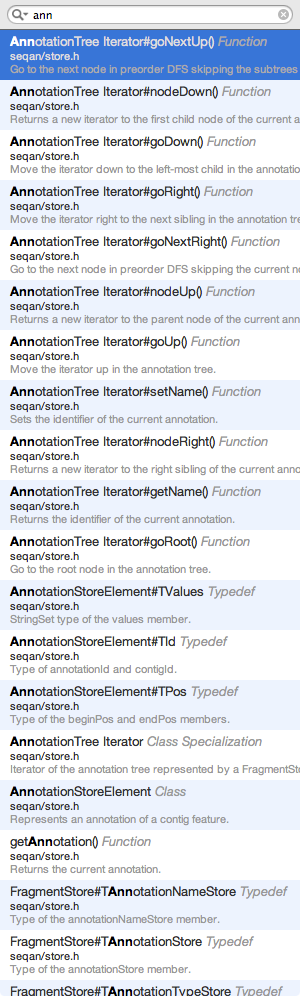 ann
AnnotationTree Iterator#goNextUp() Function
seqan/store.h
Go to the next node in preorder DFS skipping the subtrees
AnnotationTree Iterator#nodeDown() Function
seqan/store.h
Returns a new iterator to the first child node of the current a
AnnotationTree Iterator#goDown() Function
seqan/store.h
Move the iterator down to the left-most child in the annotation
AnnotationTree Iterator#goRight() Function
seqan/store.h
Move the iterator right to the next sibling in the annotation tre
AnnotationTree Iterator#goNextRight() Function
seqan/store.h
Go to the next node in preorder DFS skipping the current n
AnnotationTree Iterator#nodeUp() Function
seqan/store.h
Returns a new iterator to the parent node of the current ann
AnnotationTree Iterator#goUp() Function
seqan/store.h
Move the iterator up in the annotation tree.
AnnotationTree Iterator#setName() Function
seqan/store.h
Sets the identifier of the current annotation.
AnnotationTree Iterator#nodeRight() Function
seqan/store.h
Returns a new iterator to the right sibling of the current anno
AnnotationTree Iterator#getName() Function
seqan/store.h
Returns the identifier of the current annotation.
AnnotationTree Iterator#goRoot() Function
seqan/store.h
Go to the root node in the annotation tree.
AnnotationStoreElement#TValues Typedef
seqan/store.h
StringSet type of the values member.
AnnotationStoreElement#TId Typedef
seqan/store.h
Type of annotationId and contigId.
AnnotationStoreElement#TPos Typedef
seqan/store.h
Type of the beginPos and endPos members.
AnnotationTree Iterator Class Specialization
seqan/store.h
Iterator of the annotation tree represented by a FragmentSto
AnnotationStoreElement Class
seqan/store.h
Represents an annotation of a contig feature.
getAnnotation() Function
seqan/store.h
Returns the current annotation.
FragmentStore#TAnnotationNameStore Typedef
seqan/store.h
Type of the annotationNameStore member.
FragmentStore#TAnnotationStore Typedef
seqan/store.h
Type of the annotationStore member.
FragmentStore#TAnnotationTypeStore Typedef